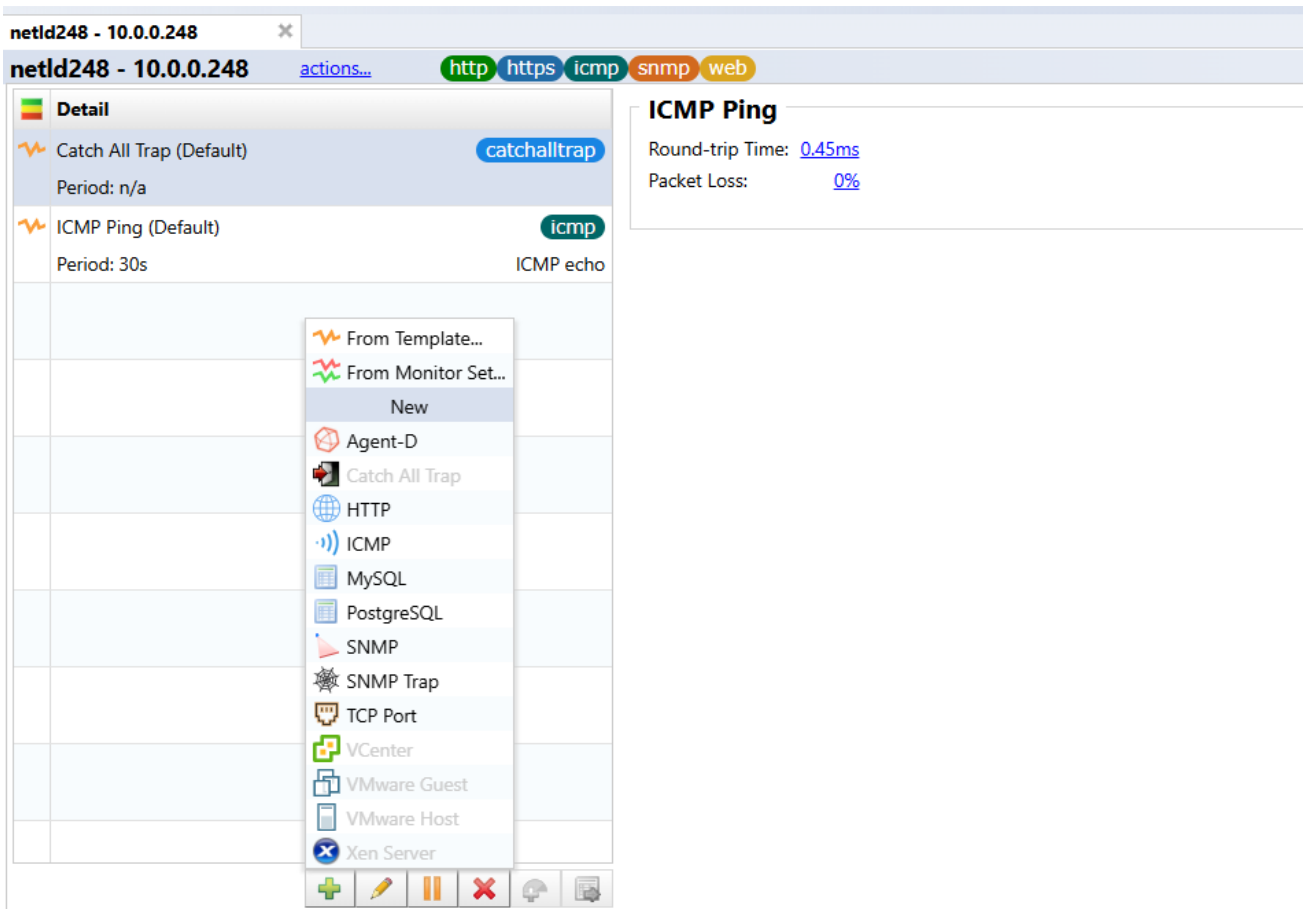 netld248 - 10.0.0.248
netld248 - 10.0.0.248 actions... http https icmp snmp web
Detail
Catch All Trap (Default) catchalltrap
Period: n/a
ICMP Ping (Default) icmp
Period: 30s ICMP echo
ICMP Ping
Round-trip Time: 0.45ms
Packet Loss: 0%
From Template...
From Monitor Set...
New
Agent-D
Catch All Trap
HTTP
ICMP
MySQL
PostgreSQL
SNMP
SNMP Trap
TCP Port
VCenter
VMware Guest
VMware Host
Xen Server